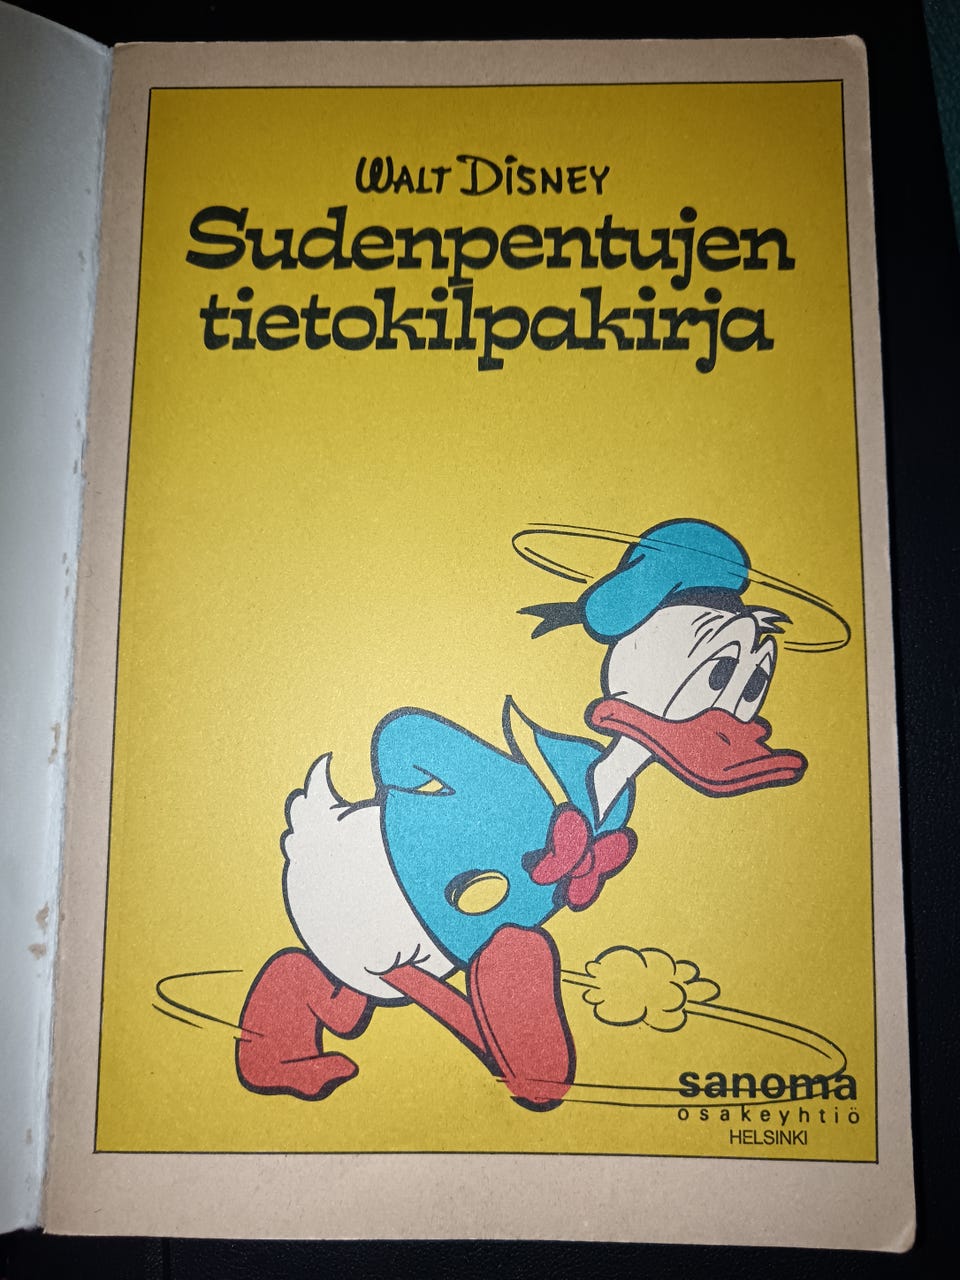 WALT DISNEY
Sudenpentujen
tietokilpakirja
sanoma
osakeyhtiö
HELSINKI